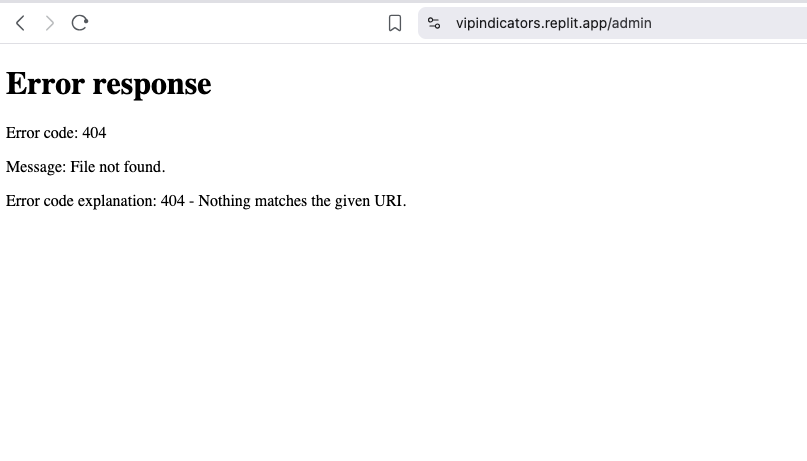 vipindicators.replit.app/admin
Error response
Error code: 404
Message: File not found.
Error code explanation: 404 - Nothing matches the given URI.